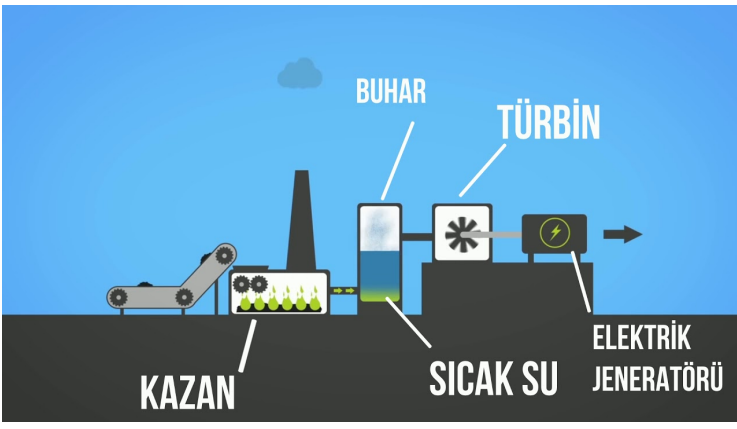 BUHAR
TÜRBİN
KAZAN
SICAK SU
ELEKTRİK
JENERATÖRÜ